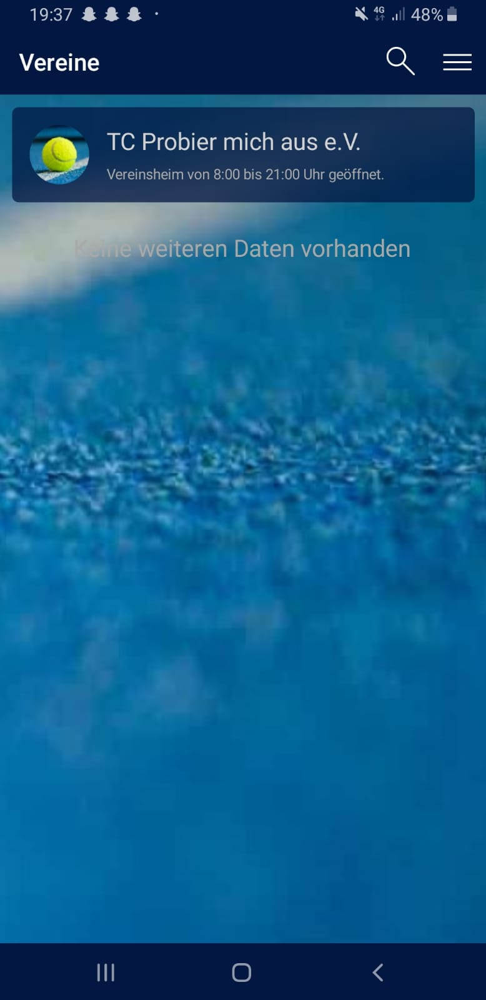 19:37 4G 48%
Vereine
TC Probier mich aus e.V.
Vereinsheim von 8:00 bis 21:00 Uhr geöffnet.
Keine weiteren Daten vorhanden